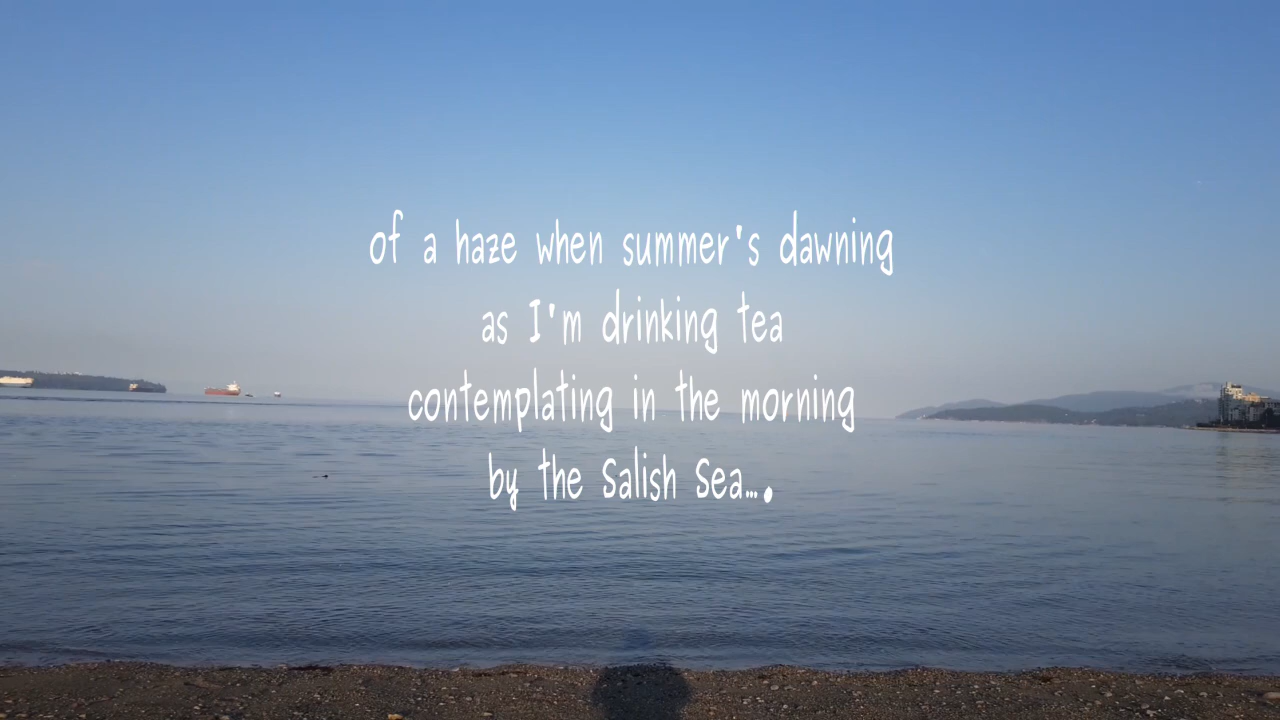 of a haze when summer's dawning
as I'm drinking tea
contemplating in the morning
by the Salish Sea....